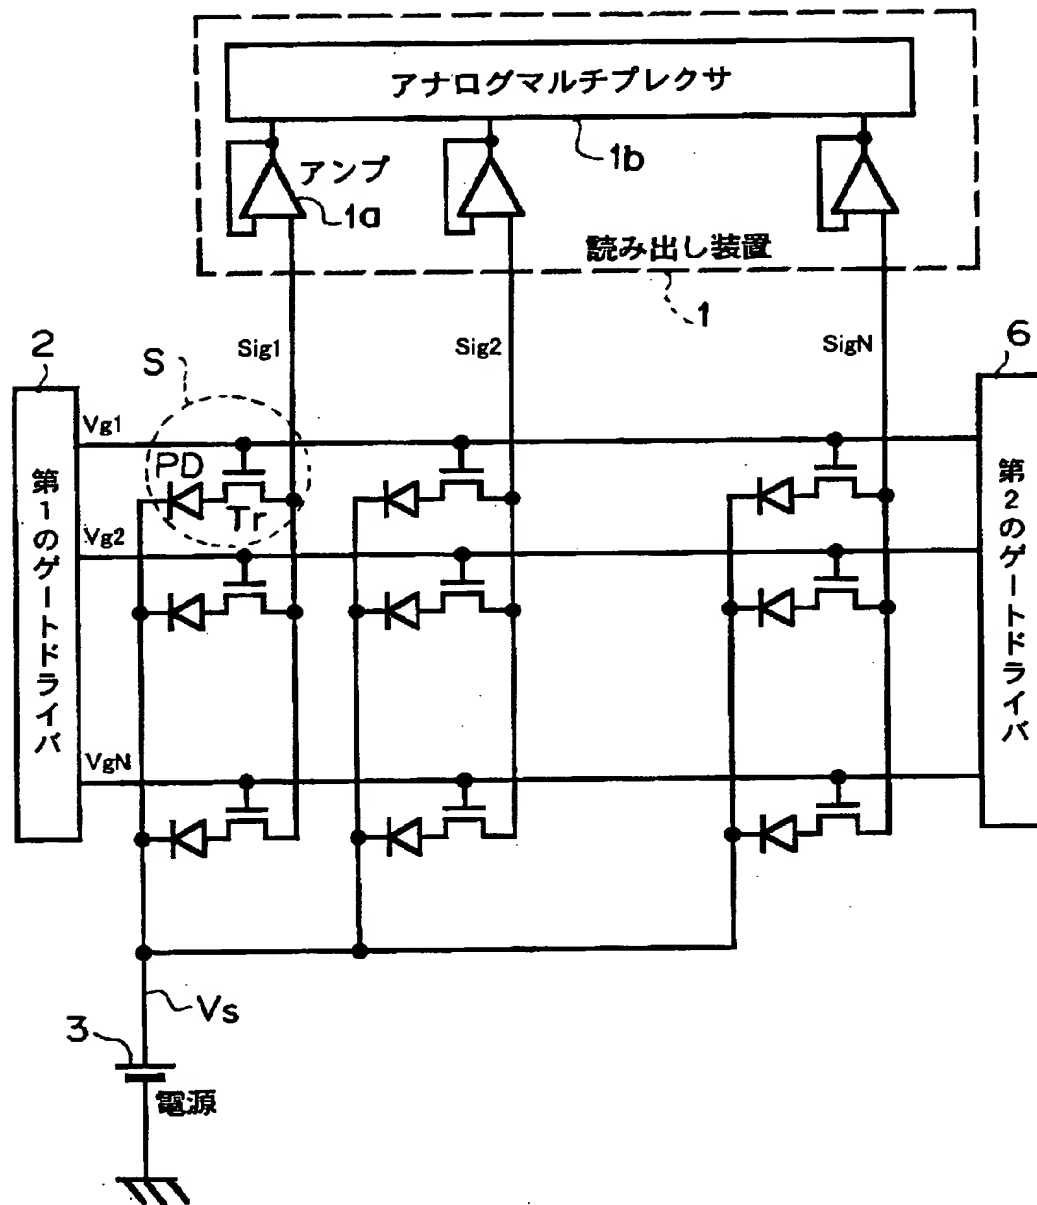 アナログマルチプレクサ
アンプ
1a
1b
読み出し装置
1
Sig1
Sig2
SigN
2
S
6
Vg1
PD
Tr
Vg2
VgN
第1のゲートドライバ
第2のゲートドライバ
Vs
3
電源